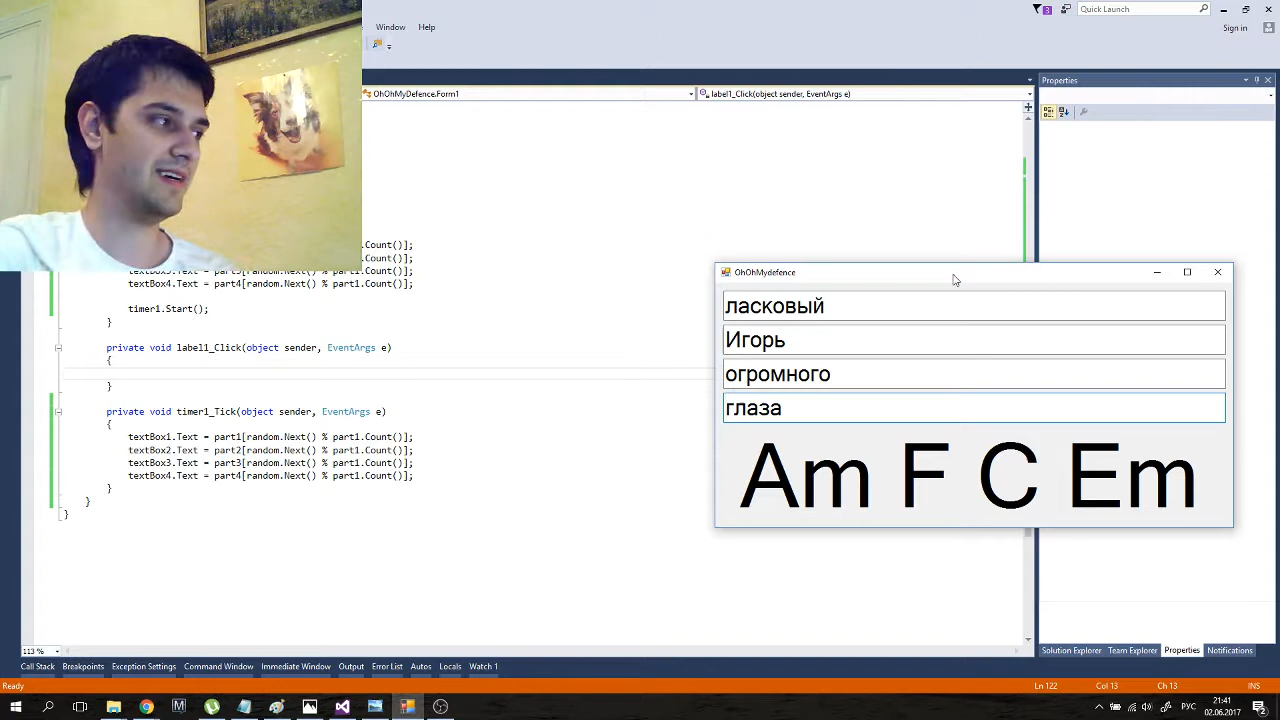 3
Quick Launch
Window Help
Sign in
Properties
OhOhMyDefence.Form1
label1_Click(object sender, EventArgs e)
.Count()];
.Count()];
textBox3.Text = part3[random.Next() % part1.Count()];
textBox4.Text = part4[random.Next() % part1.Count()];
timer1.Start();
}
private void label1_Click(object sender, EventArgs e)
{
}
private void timer1_Tick(object sender, EventArgs e)
{
textBox1.Text = part1[random.Next() % part1.Count()];
textBox2.Text = part2[random.Next() % part1.Count()];
textBox3.Text = part3[random.Next() % part1.Count()];
textBox4.Text = part4[random.Next() % part1.Count()];
}
}
}
OhOhMydefence
ласковый
Игорь
огромного
глаза
Am F C Em
113 %
Solution Explorer Team Explorer Properties Notifications
Call Stack Breakpoints Exception Settings Command Window Immediate Window Output Error List Autos Locals Watch 1
Ready Ln 122 Col 13 Ch 13 INS
РУС
21:41
02.06.2017
2